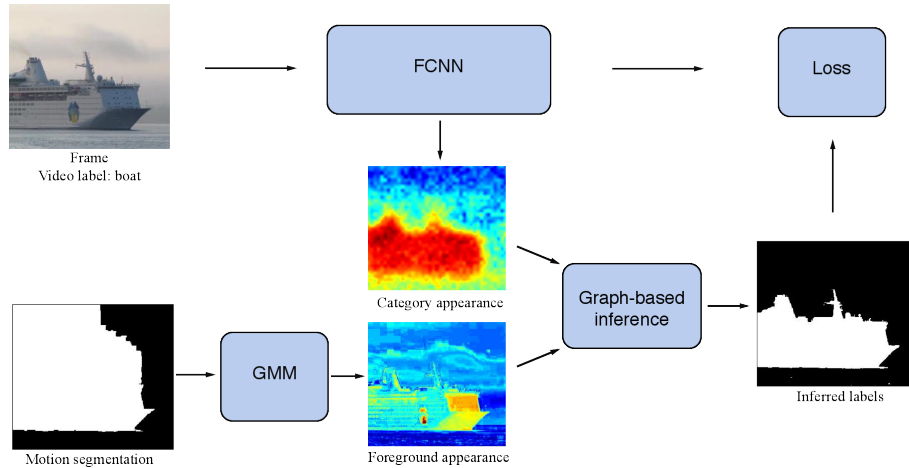 FCNN
Loss
Frame
Video label: boat
Category appearance
Graph-based
inference
GMM
Inferred labels
Motion segmentation
Foreground appearance